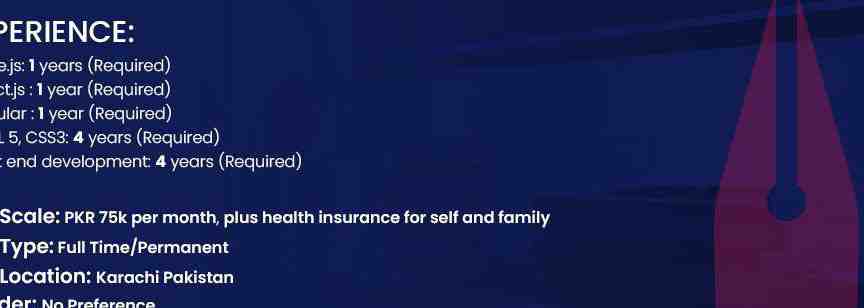 PERIENCE:
e.js: 1 years (Required)
ct.js : 1 year (Required)
ular : 1 year (Required)
L 5, CSS3: 4 years (Required)
t end development: 4 years (Required)
Scale: PKR 75k per month, plus health insurance for self and family
Type: Full Time/Permanent
Location: Karachi Pakistan
der: No Preference